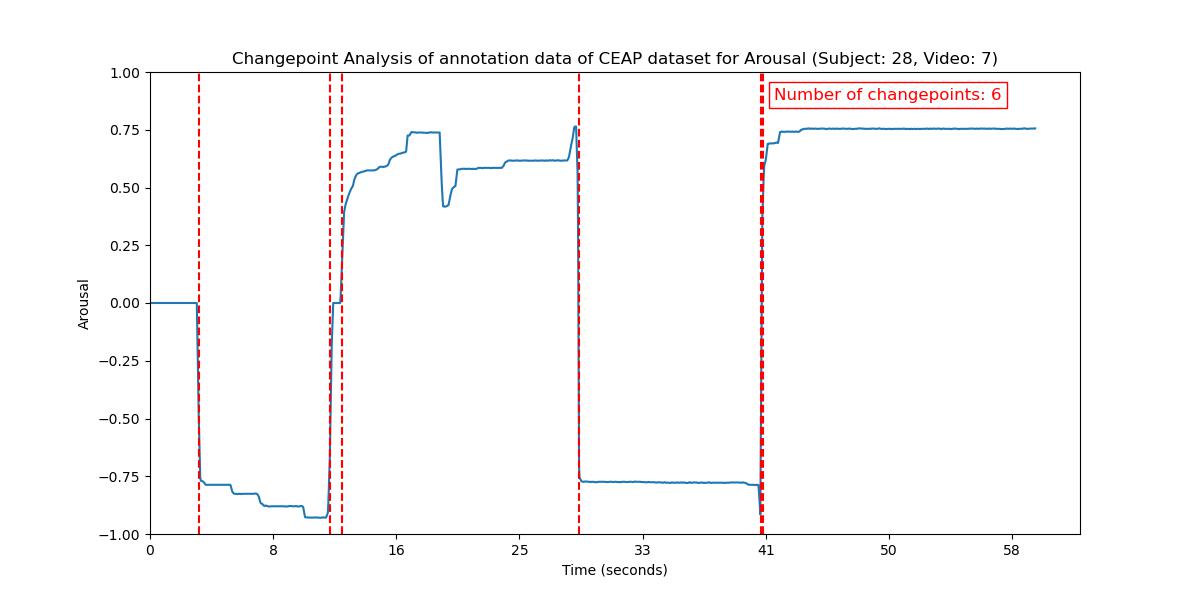 Changepoint Analysis of annotation data of CEAP dataset for Arousal (Subject: 28, Video: 7)
1.00
Number of changepoints: 6
0.75
0.50
0.25
0.00
Arousal
−0.25
−0.50
−0.75
−1.00
0 8 16 25 33 41 50 58
Time (seconds)